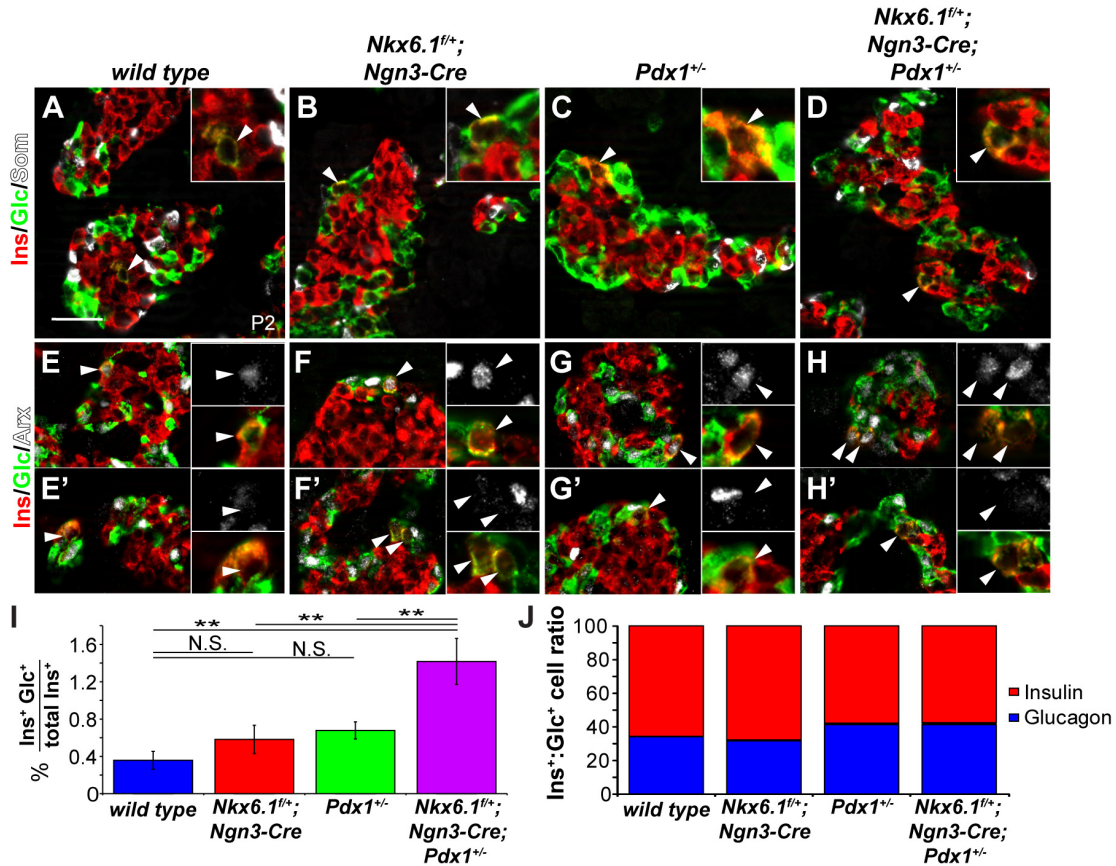 wild type
Nkx6.1f/+;
Ngn3-Cre
Pdx1+/-
Nkx6.1f/+;
Ngn3-Cre;
Pdx1+/-
Ins/Glc/Som
A
B
C
D
P2
Ins/Glc/Arx
E
F
G
H
E'
F'
G'
H'
I
% Ins+ Glc+
total Ins+
1.6
1.2
0.8
0.4
0
**
**
**
N.S.
N.S.
wild type
Nkx6.1f/+;
Ngn3-Cre
Pdx1+/-
Nkx6.1f/+;
Ngn3-Cre;
Pdx1+/-
J
Ins+:Glc+ cell ratio
100
80
60
40
20
0
Insulin
Glucagon
wild type
Nkx6.1f/+;
Ngn3-Cre
Pdx1+/-
Nkx6.1f/+;
Ngn3-Cre;
Pdx1+/-